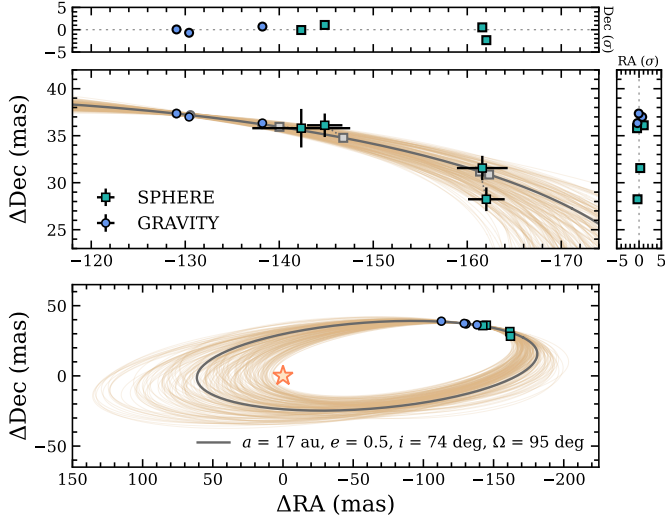 5
0
−5
Dec (σ)
RA (σ)
40
35
30
25
ΔDec (mas)
SPHERE
GRAVITY
−120 −130 −140 −150 −160 −170
−5 0 5
50
0
−50
ΔDec (mas)
a = 17 au, e = 0.5, i = 74 deg, Ω = 95 deg
150 100 50 0 −50 −100 −150 −200
ΔRA (mas)